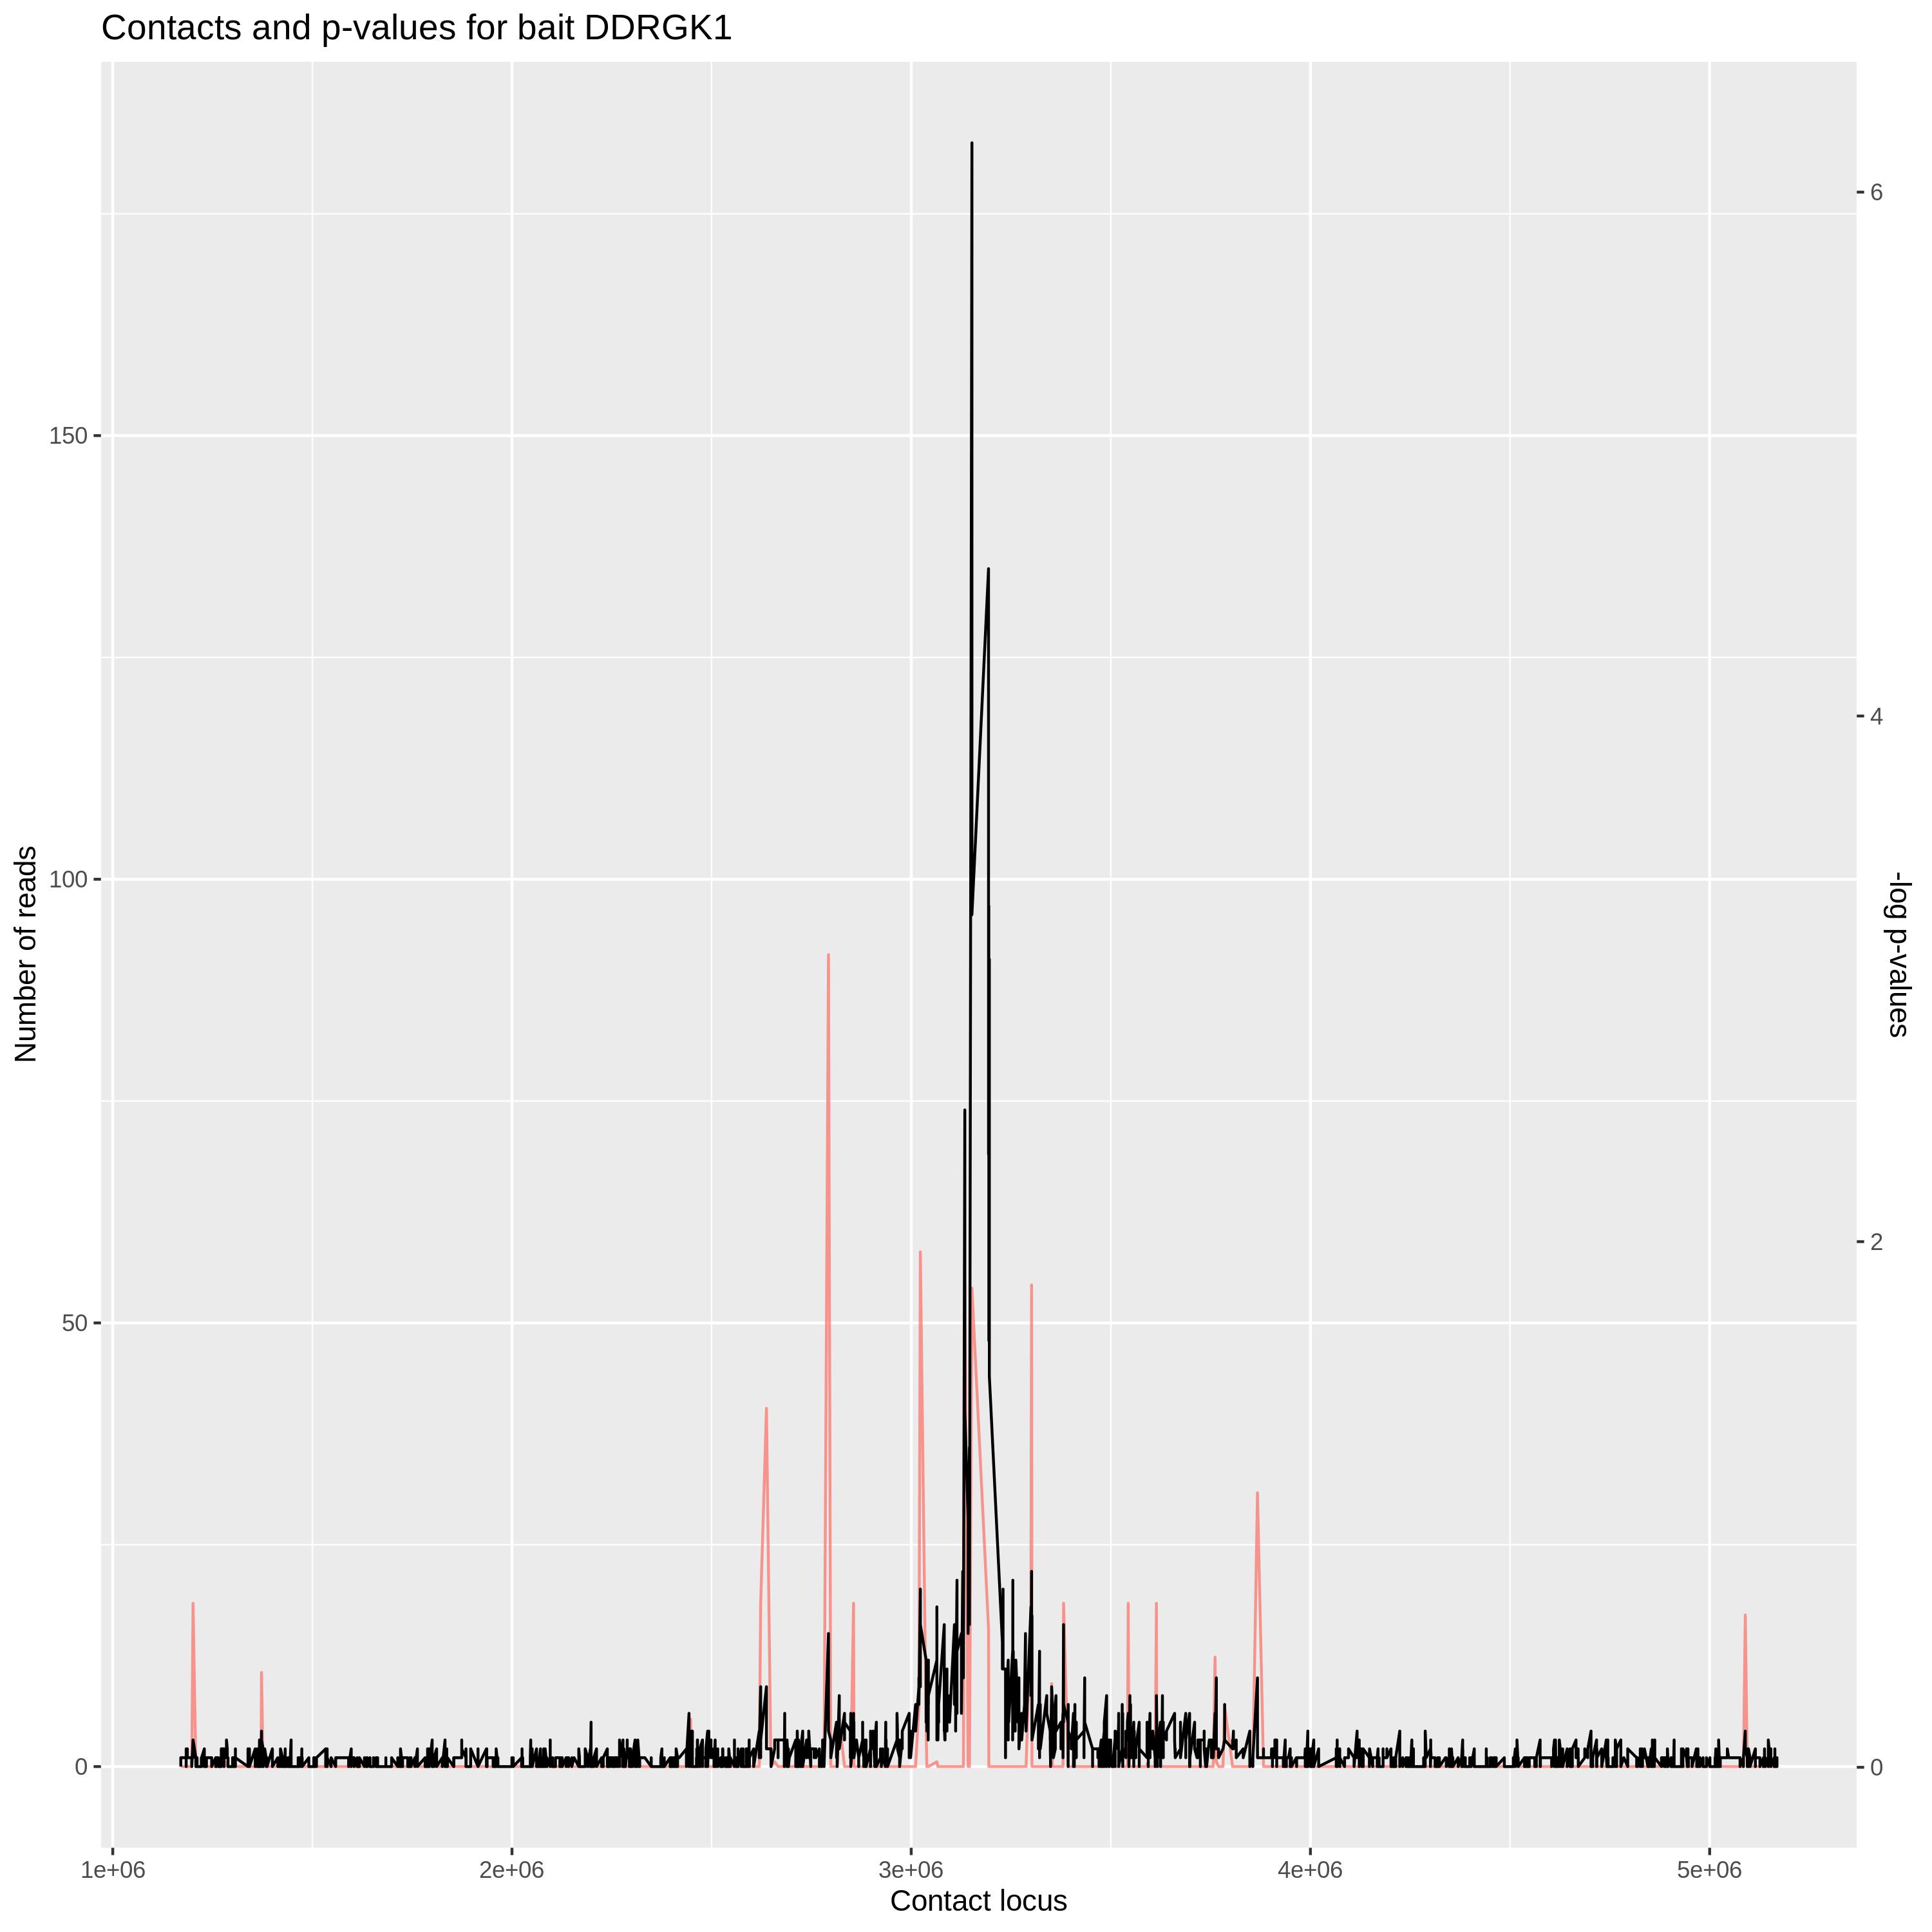 Contacts and p-values for bait DDRGK1
Number of reads
150
100
50
0
6
4
2
0
-log p-values
1e+06
2e+06
3e+06
4e+06
5e+06
Contact locus